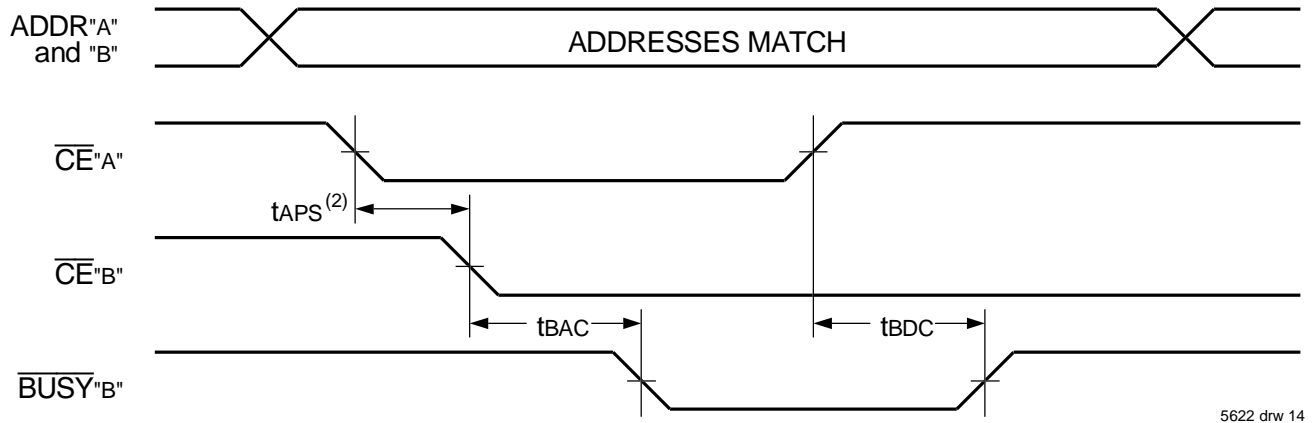 ADDR"A"
and "B"
ADDRESSES MATCH
CE"A"
tAPS(2)
CE"B"
tBAC
tBDC
BUSY"B"
5622 drw 14